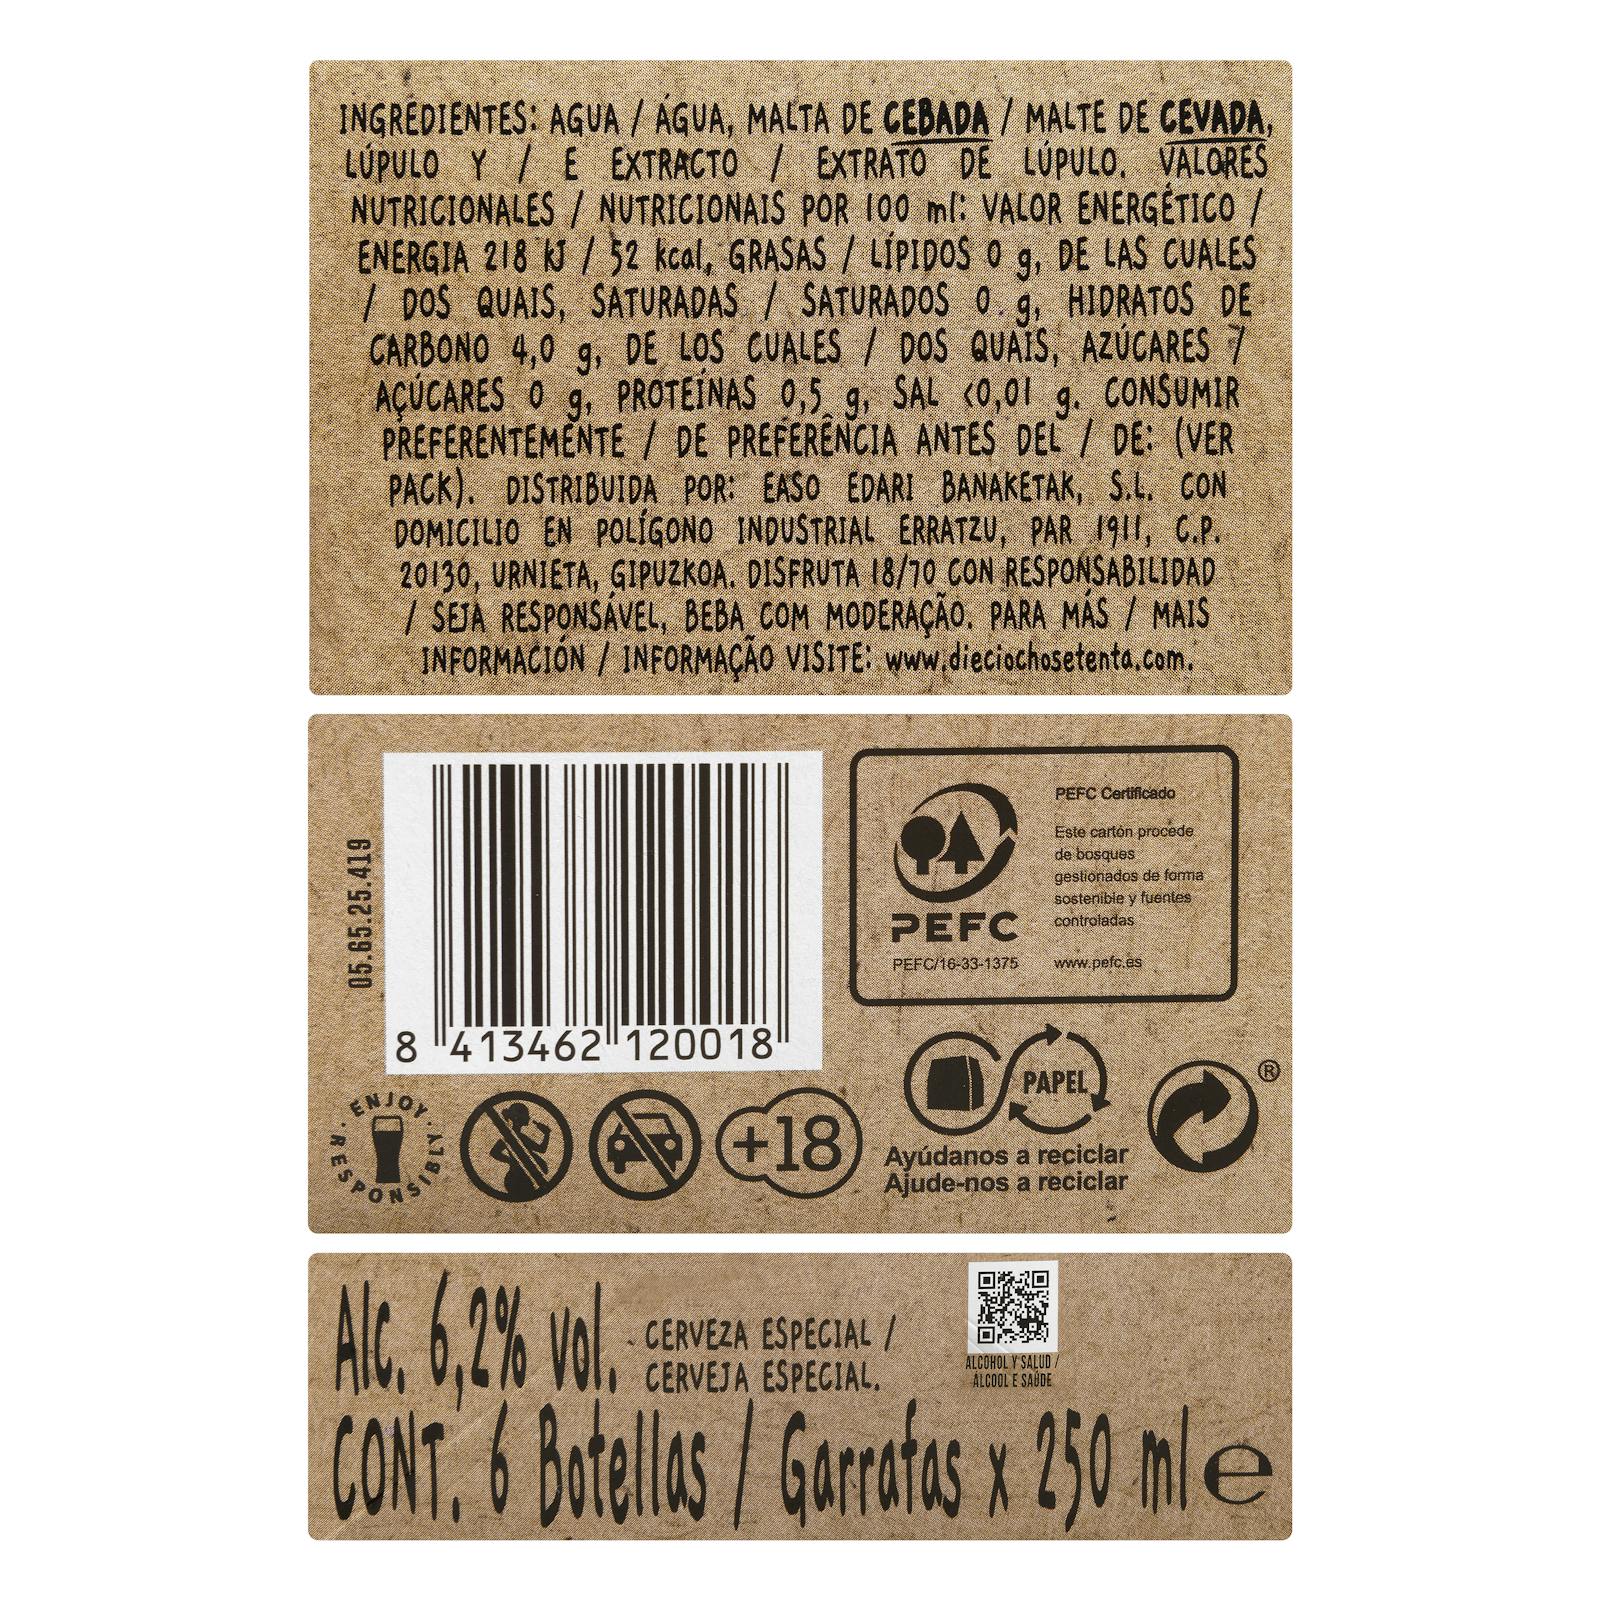 INGREDIENTES: AGUA / ÁGUA, MALTA DE CEBADA / MALTE DE CEVADA,
LÚPULO Y / E EXTRACTO / EXTRATO DE LÚPULO. VALORES
NUTRICIONALES / NUTRICIONAIS POR 100 ml: VALOR ENERGÉTICO /
ENERGIA 218 kJ / 52 kcal, GRASAS / LÍPIDOS 0 g, DE LAS CUALES
/ DOS QUAIS, SATURADAS / SATURADOS 0 g, HIDRATOS DE
CARBONO 4,0 g, DE LOS CUALES / DOS QUAIS, AZÚCARES /
AÇÚCARES 0 g, PROTEÍNAS 0,5 g, SAL <0,01 g. CONSUMIR
PREFERENTEMENTE / DE PREFERÊNCIA ANTES DEL / DE: (VER
PACK). DISTRIBUIDA POR: EASO EDARI BANAKETAK, S.L. CON
DOMICILIO EN POLÍGONO INDUSTRIAL ERRATZU, PAR 1911, C.P.
20130, URNIETA, GIPUZKOA. DISFRUTA 18/70 CON RESPONSABILIDAD
/ SEJA RESPONSÁVEL, BEBA COM MODERAÇÃO. PARA MÁS / MAIS
INFORMACIÓN / INFORMAÇÃO VISITE: www.dieciochosetenta.com.
05.65.25.419
8 413462 120018
PEFC
PEFC/16-33-1375
PEFC Certificado
Este cartón procede
de bosques
gestionados de forma
sostenible y fuentes
controladas
www.pefc.es
ENJOY
RESPONSIBLY
+18
PAPEL
®
Ayúdanos a reciclar
Ajude-nos a reciclar
Alc. 6,2% vol.
CERVEZA ESPECIAL /
CERVEJA ESPECIAL.
ALCOHOL Y SALUD /
ÁLCOOL E SAÚDE
CONT. 6 Botellas / Garrafas x 250 ml e